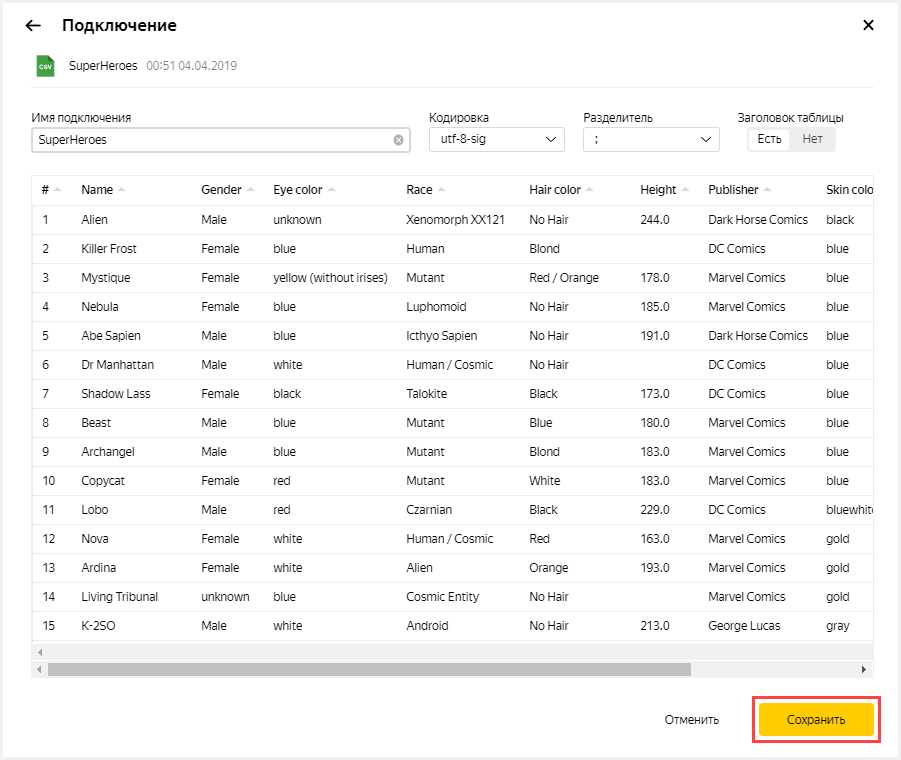 Подключение
CSV SuperHeroes 00:51 04.04.2019
Имя подключения Кодировка Разделитель Заголовок таблицы
SuperHeroes utf-8-sig ; Есть Нет
# Name Gender Eye color Race Hair color Height Publisher Skin colo
1 Alien Male unknown Xenomorph XX121 No Hair 244.0 Dark Horse Comics black
2 Killer Frost Female blue Human Blond DC Comics blue
3 Mystique Female yellow (without irises) Mutant Red / Orange 178.0 Marvel Comics blue
4 Nebula Female blue Luphomoid No Hair 185.0 Marvel Comics blue
5 Abe Sapien Male blue Icthyo Sapien No Hair 191.0 Dark Horse Comics blue
6 Dr Manhattan Male white Human / Cosmic No Hair DC Comics blue
7 Shadow Lass Female black Talokite Black 173.0 DC Comics blue
8 Beast Male blue Mutant Blue 180.0 Marvel Comics blue
9 Archangel Male blue Mutant Blond 183.0 Marvel Comics blue
10 Copycat Female red Mutant White 183.0 Marvel Comics blue
11 Lobo Male red Czarnian Black 229.0 DC Comics bluewhite
12 Nova Female white Human / Cosmic Red 163.0 Marvel Comics gold
13 Ardina Female white Alien Orange 193.0 Marvel Comics gold
14 Living Tribunal unknown blue Cosmic Entity No Hair Marvel Comics gold
15 K-2SO Male white Android No Hair 213.0 George Lucas gray
Отменить Сохранить